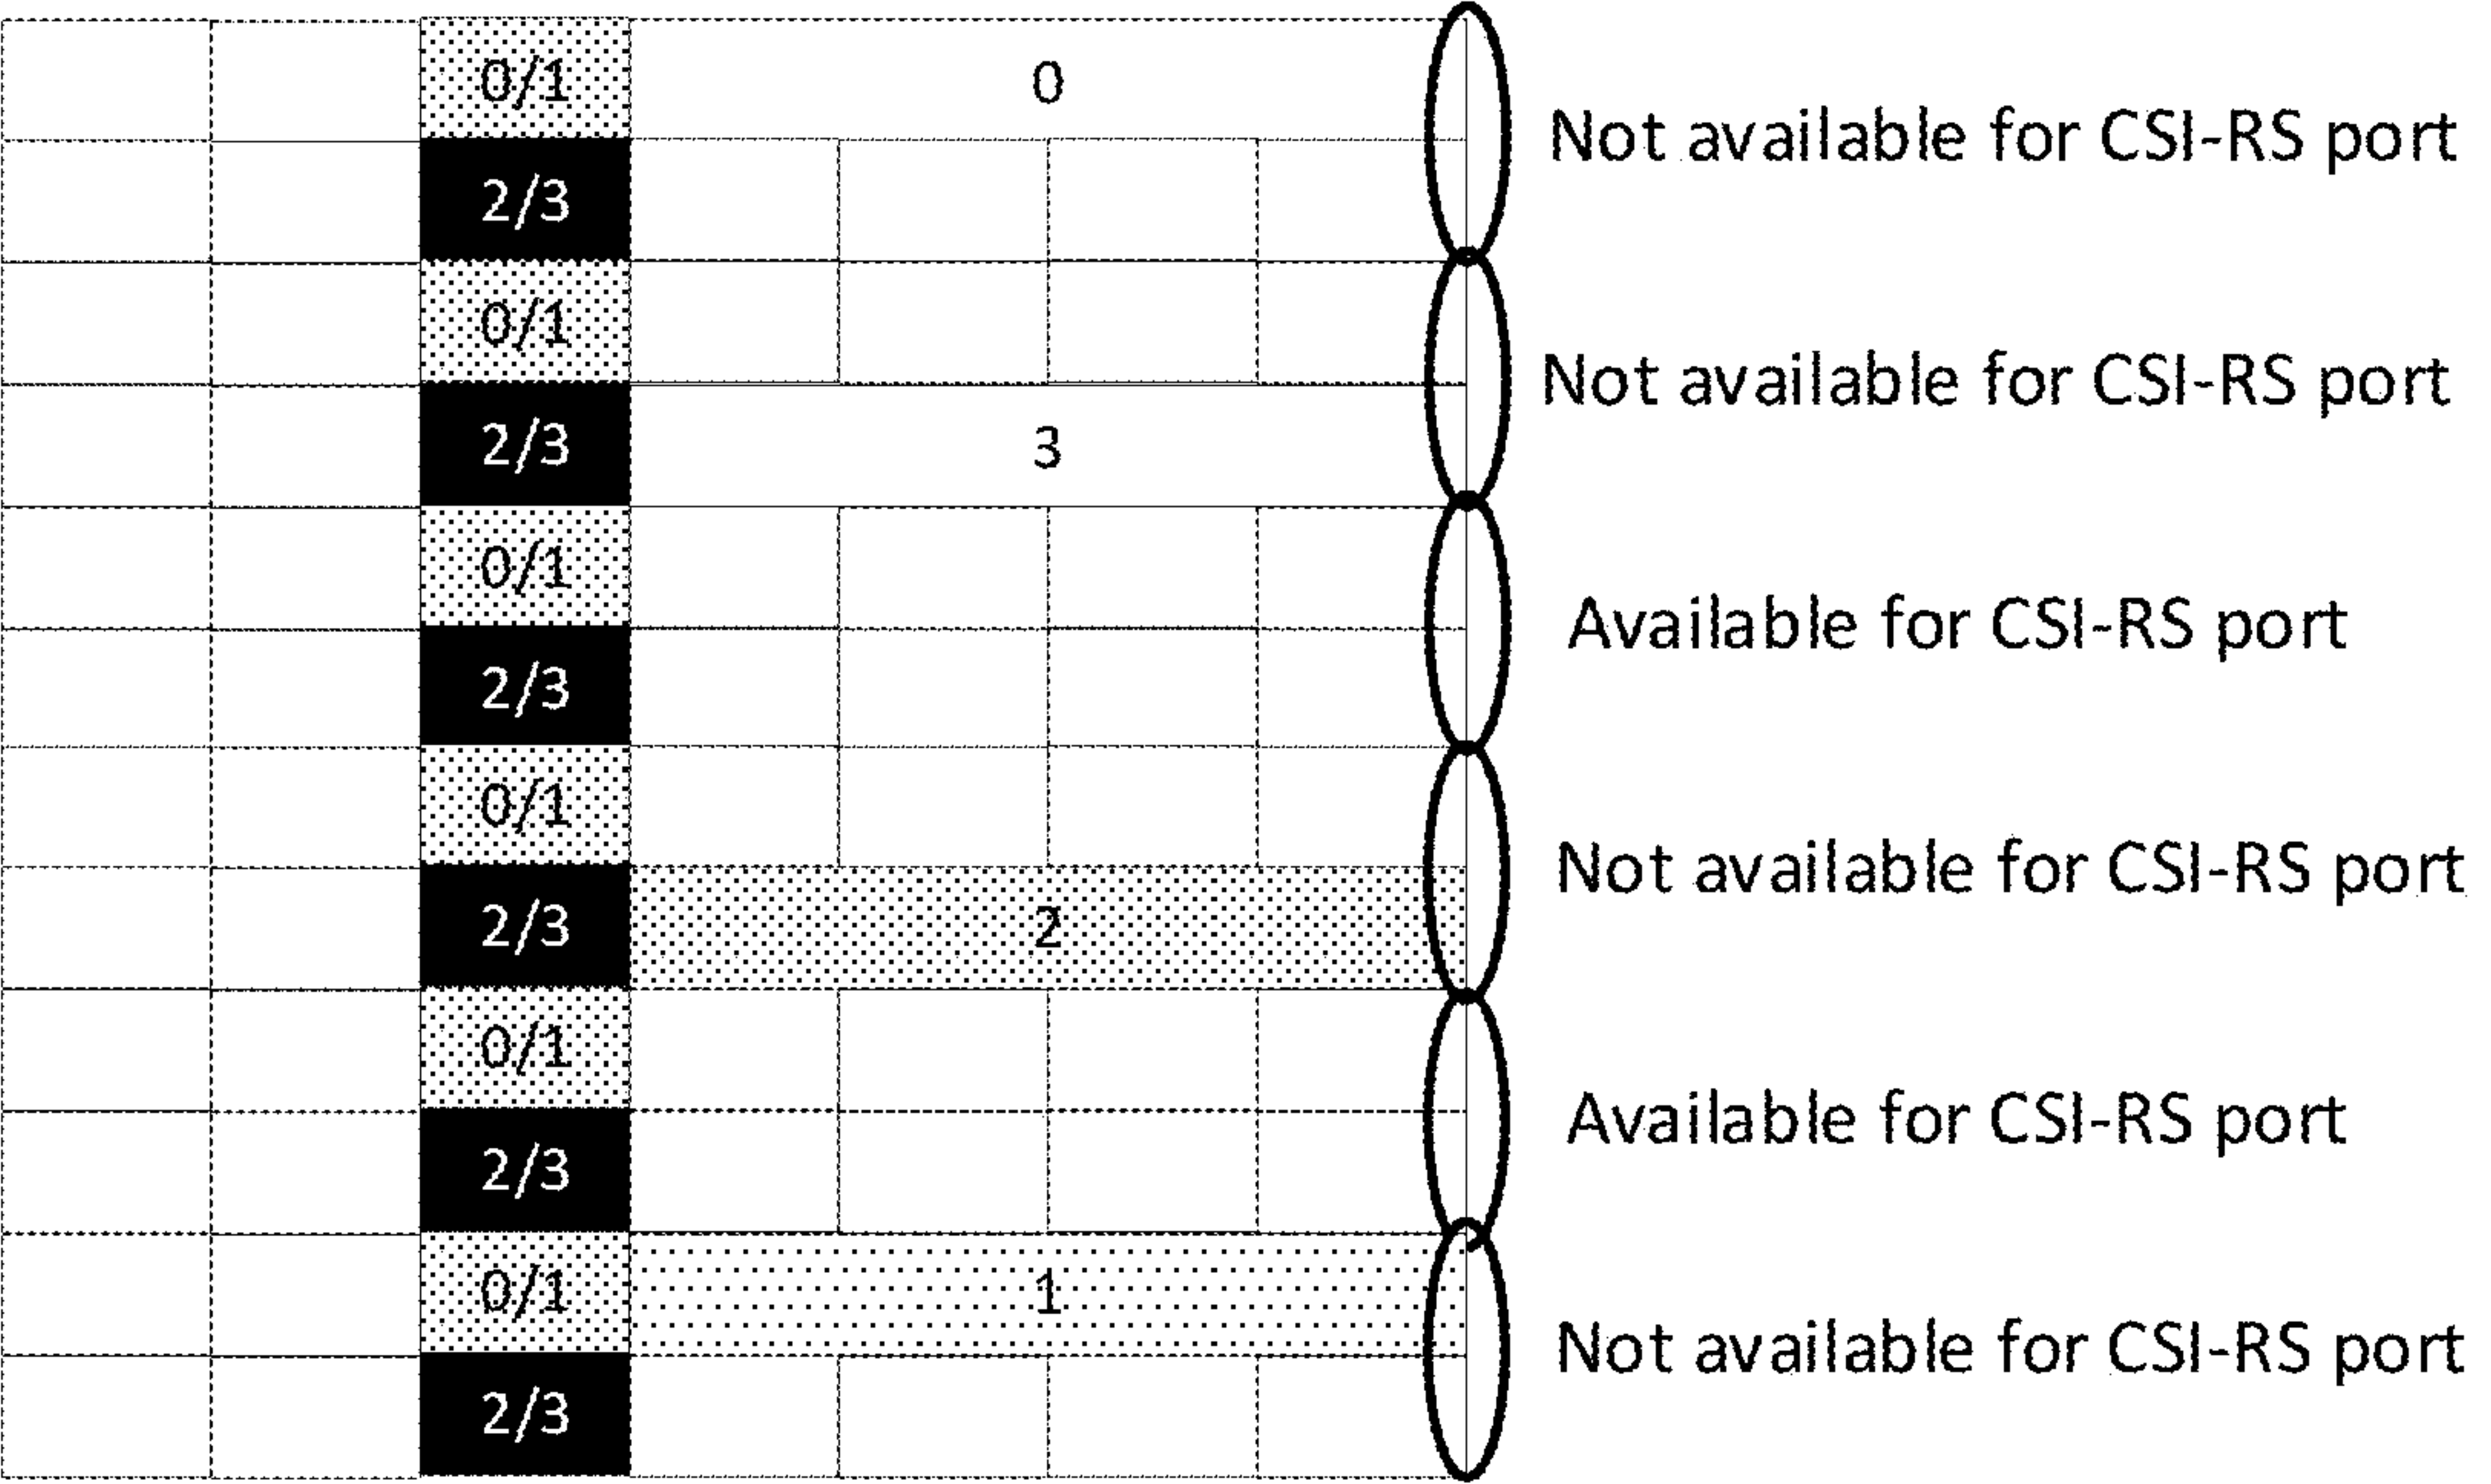 0/1 0
Not available for CSI-RS port
2/3
0/1
Not available for CSI-RS port
2/3 3
0/1
Available for CSI-RS port
2/3
0/1
Not available for CSI-RS port
2/3 2
0/1
Available for CSI-RS port
2/3
0/1 1
Not available for CSI-RS port
2/3